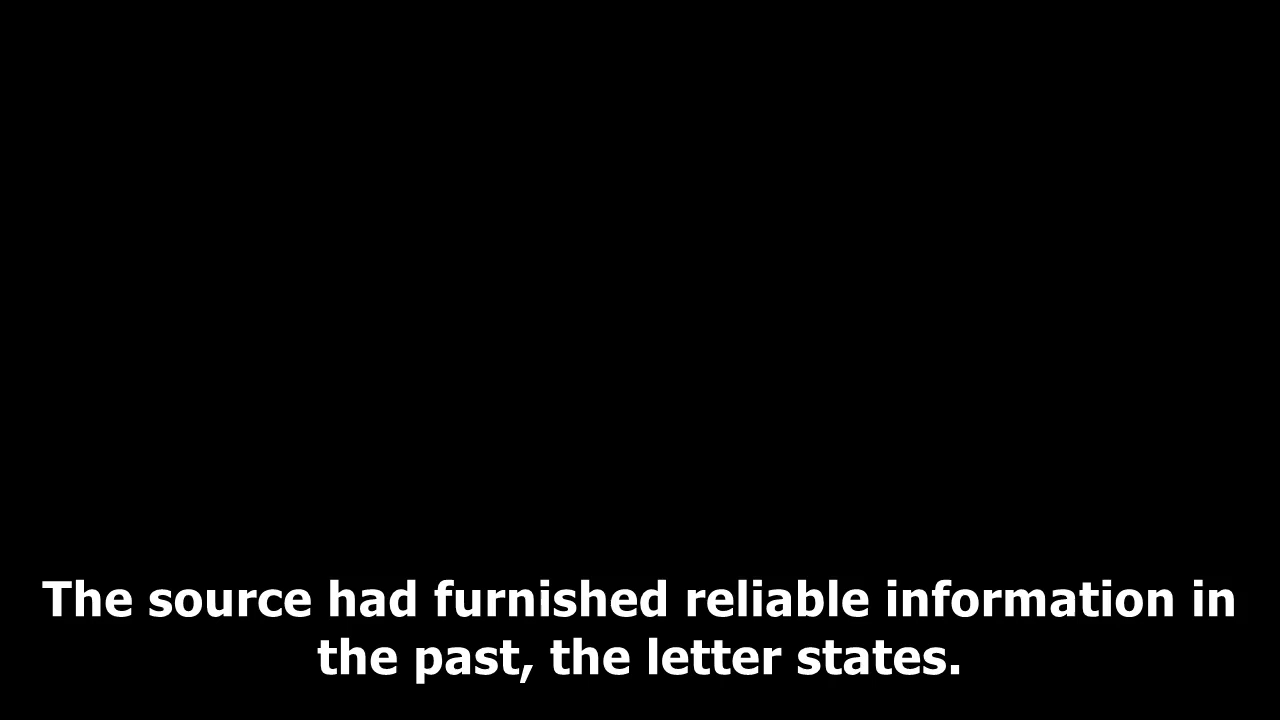 The source had furnished reliable information in
the past, the letter states.